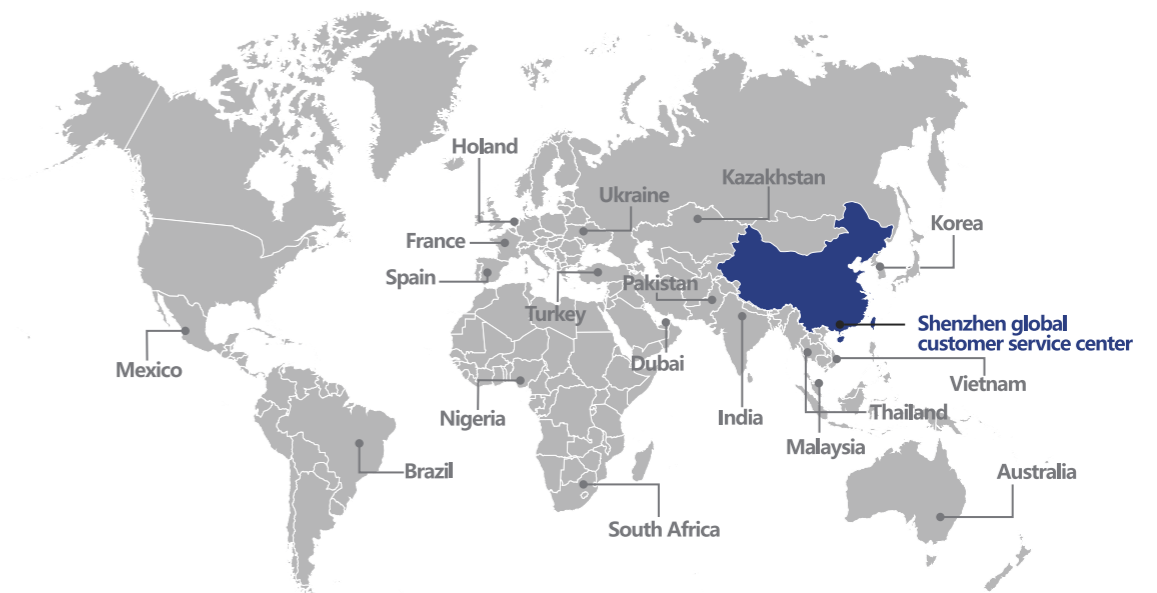 Holand
Kazakhstan
Ukraine
Korea
France
Spain
Pakistan
Turkey
Shenzhen global
customer service center
Dubai
Mexico
Vietnam
Nigeria
India
Thailand
Malaysia
Brazil
Australia
South Africa